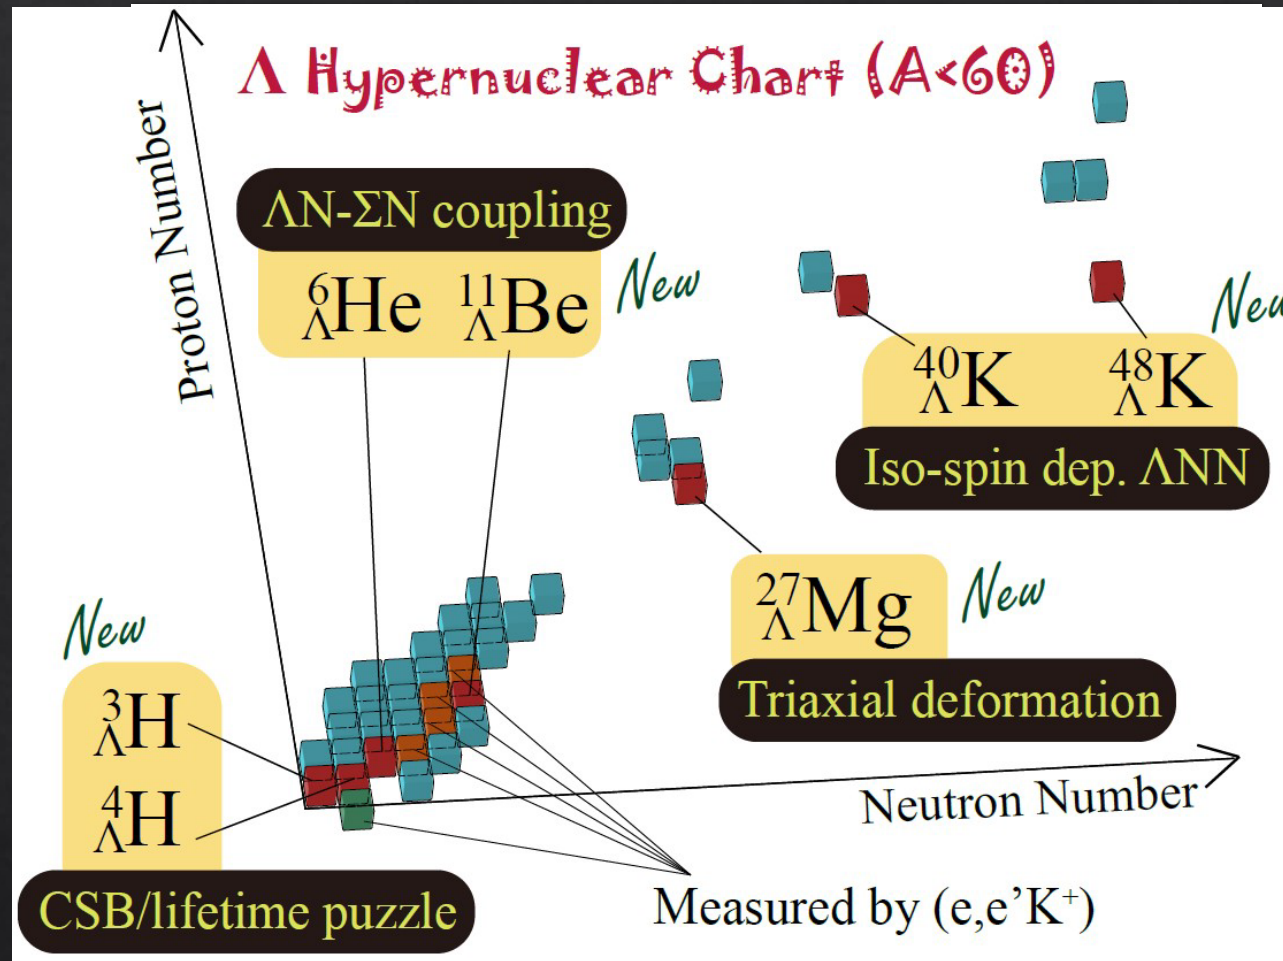 Λ Hypernuclear Chart (A<60)
Proton Number
ΛN-ΣN coupling
⁶ΛHe ¹¹ΛBe
New
New
⁴⁰ΛK ⁴⁸ΛK
Iso-spin dep. ΛNN
²⁷ΛMg
New
Triaxial deformation
New
³ΛH
⁴ΛH
CSB/lifetime puzzle
Neutron Number
Measured by (e,e’K⁺)